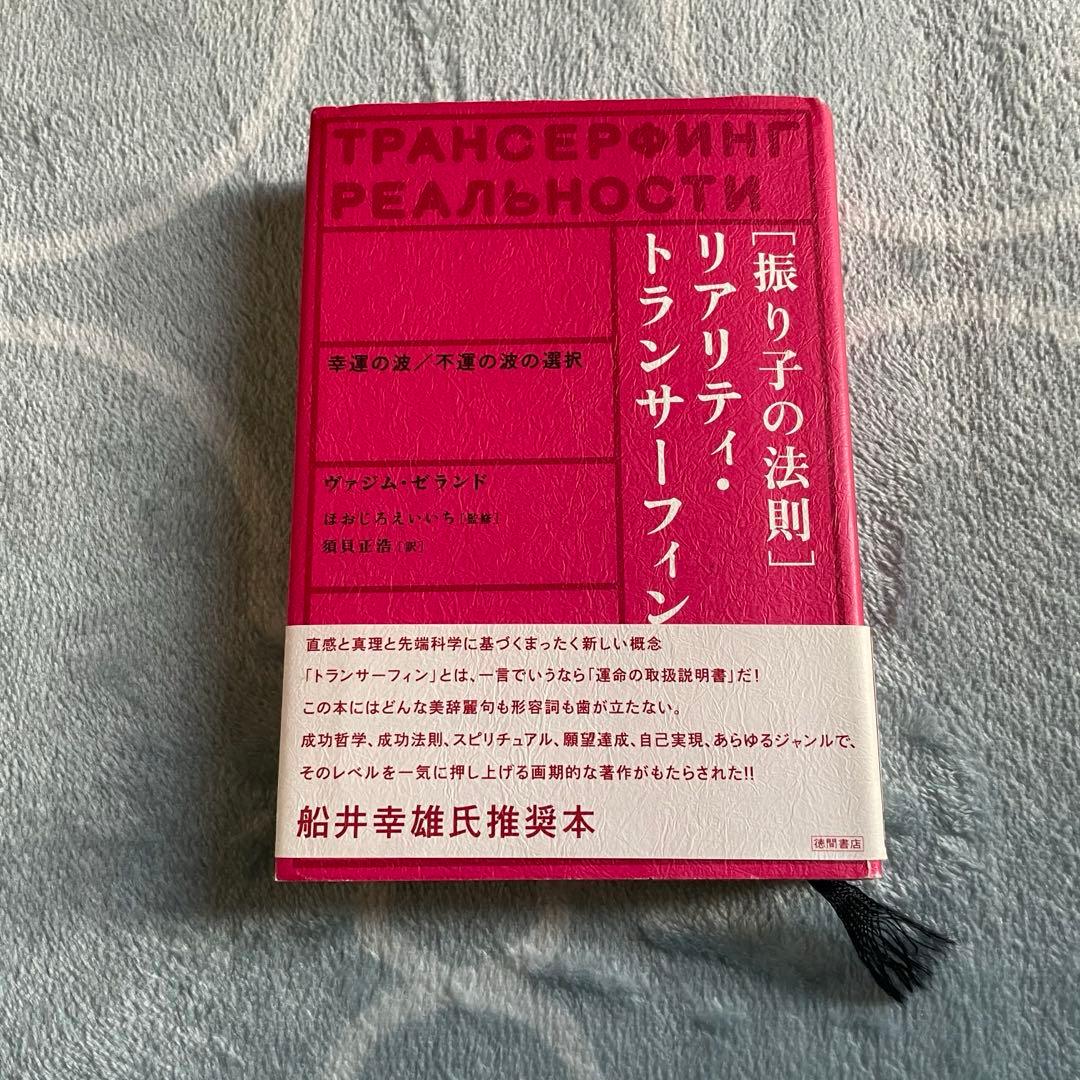 ТРАНСЕРФИНГ
РЕАЛЬНОСТИ
[振り子の法則]
リアリティ・
トランサーフィン
幸運の波／不運の波の選択
ヴァジム・ゼランド
ほおじろえいいち[監修]
須貝正浩[訳]
直感と真理と先端科学に基づくまったく新しい概念
「トランサーフィン」とは、一言でいうなら「運命の取扱説明書」だ!
この本にはどんな美辞麗句も形容詞も歯が立たない。
成功哲学、成功法則、スピリチュアル、願望達成、自己実現、あらゆるジャンルで、
そのレベルを一気に押し上げる画期的な著作がもたらされた!!
船井幸雄氏推奨本
徳間書店